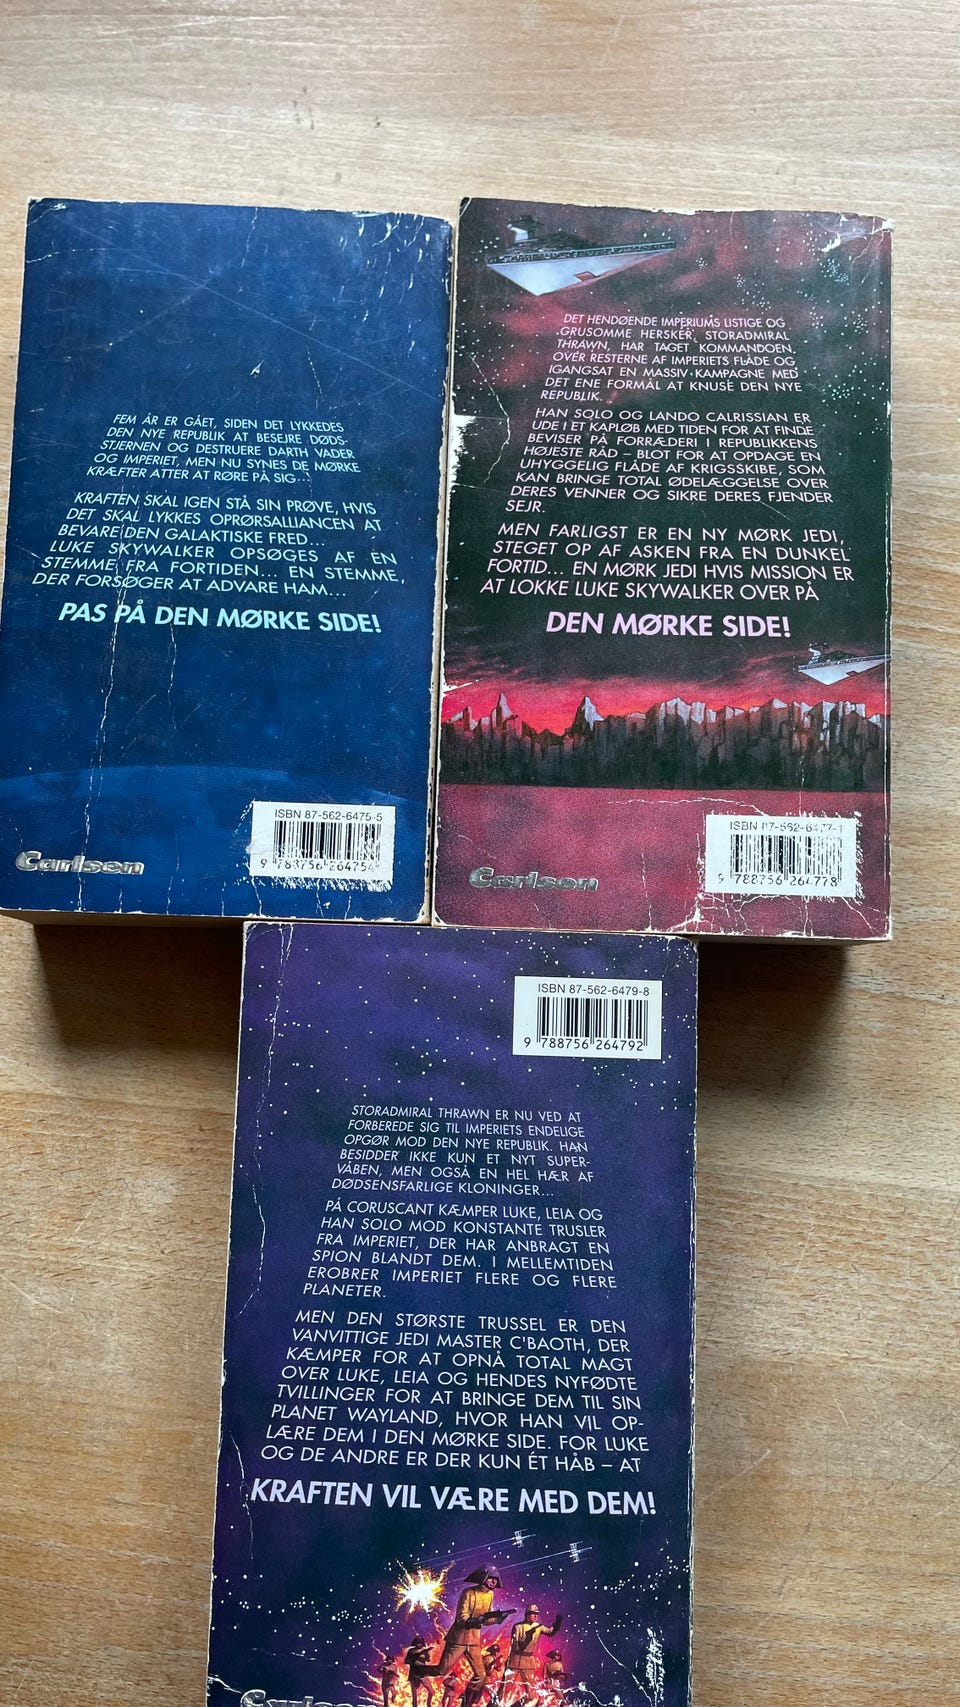 FEM ÅR ER GÅET, SIDEN DET LYKKEDES
DEN NYE REPUBLIK AT BESEJRE DØDS-
STJERNEN OG DESTRUERE DARTH VADER
OG IMPERIET, MEN NU SYNES DE MØRKE
KRÆFTER ATTER AT RØRE PÅ SIG...
KRAFTEN SKAL IGEN STÅ SIN PRØVE, HVIS
DET SKAL LYKKES OPRØRSALLIANCEN AT
BEVARE DEN GALAKTISKE FRED...
LUKE SKYWALKER OPSØGES AF EN
STEMME FRA FORTIDEN... EN STEMME,
DER FORSØGER AT ADVARE HAM...
PAS PÅ DEN MØRKE SIDE!
ISBN 87-562-6475-5
9 788756 264754
Carlsen
DET HENDØENDE IMPERIUMS LISTIGE OG
GRUSOMME HERSKER, STORADMIRAL
THRAWN, HAR TAGET KOMMANDOEN
OVER RESTERNE AF IMPERIETS FLÅDE OG
IGANGSAT EN MASSIV KAMPAGNE MED
DET ENE FORMÅL AT KNUSE DEN NYE
REPUBLIK.
HAN SOLO OG LANDO CALRISSIAN ER
UDE I ET KAPLØB MED TIDEN FOR AT FINDE
BEVISER PÅ FORRÆDERI I REPUBLIKKENS
HØJESTE RÅD – BLOT FOR AT OPDAGE EN
UHYGGELIG FLÅDE AF KRIGSSKIBE, SOM
KAN BRINGE TOTAL ØDELÆGGELSE OVER
DERES VENNER OG SIKRE DERES FJENDER
SEJR.
MEN FARLIGST ER EN NY MØRK JEDI,
STEGET OP AF ASKEN FRA EN DUNKEL
FORTID... EN MØRK JEDI HVIS MISSION ER
AT LOKKE LUKE SKYWALKER OVER PÅ
DEN MØRKE SIDE!
ISBN 87-562-6477-1
9 788756 264778
Carlsen
ISBN 87-562-6479-8
9 788756 264792
STORADMIRAL THRAWN ER NU VED AT
FORBEREDE SIG TIL IMPERIETS ENDELIGE
OPGØR MOD DEN NYE REPUBLIK. HAN
BESIDDER IKKE KUN ET NYT SUPER-
VÅBEN, MEN OGSÅ EN HEL HÆR AF
DØDSENSFARLIGE KLONINGER...
PÅ CORUSCANT KÆMPER LUKE, LEIA OG
HAN SOLO MOD KONSTANTE TRUSLER
FRA IMPERIET, DER HAR ANBRAGT EN
SPION BLANDT DEM. I MELLEMTIDEN
EROBRER IMPERIET FLERE OG FLERE
PLANETER.
MEN DEN STØRSTE TRUSSEL ER DEN
VANVITTIGE JEDI MASTER C'BAOTH, DER
KÆMPER FOR AT OPNÅ TOTAL MAGT
OVER LUKE, LEIA OG HENDES NYFØDTE
TVILLINGER FOR AT BRINGE DEM TIL SIN
PLANET WAYLAND, HVOR HAN VIL OP-
LÆRE DEM I DEN MØRKE SIDE. FOR LUKE
OG DE ANDRE ER DER KUN ÉT HÅB – AT
KRAFTEN VIL VÆRE MED DEM!
Carlsen